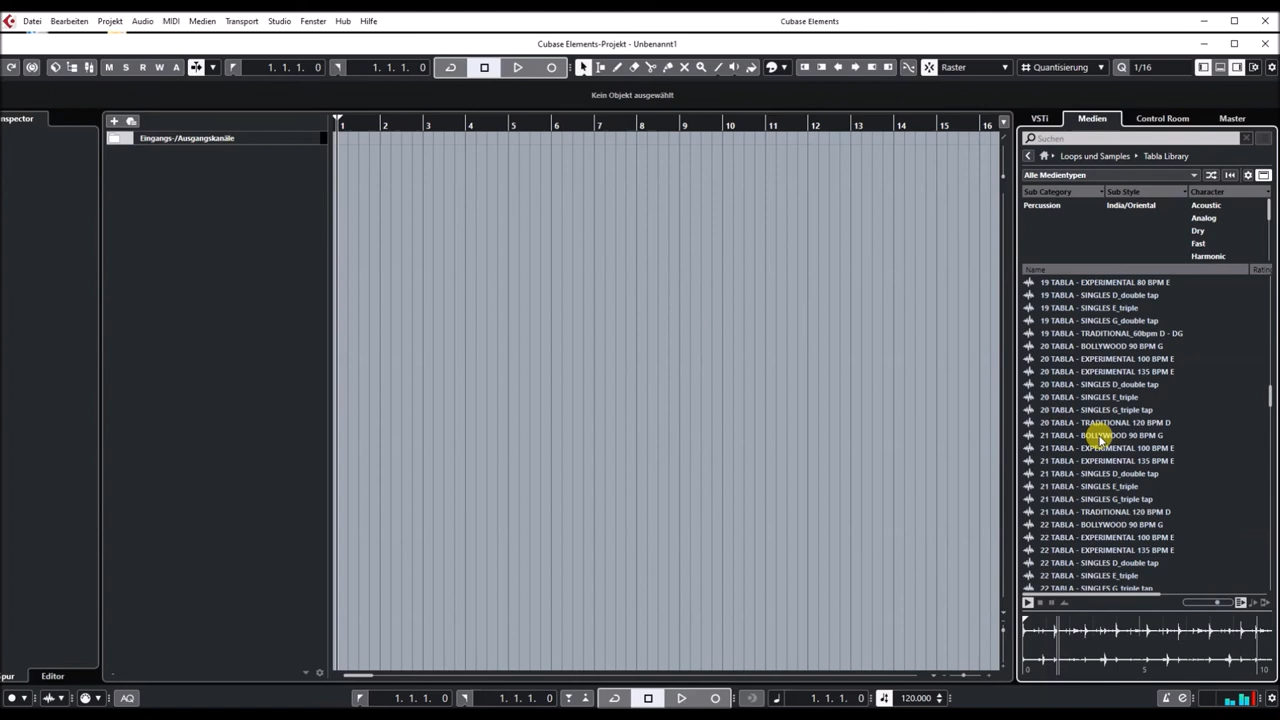 Datei Bearbeiten Projekt Audio MIDI Medien Transport Studio Fenster Hub Hilfe Cubase Elements
Cubase Elements-Projekt - Unbenannt1
M S R W A 1. 1. 1. 0 1. 1. 1. 0 Raster Quantisierung Q 1/16
Kein Objekt ausgewählt
nspector VSTi Medien Control Room Master
Eingangs-/Ausgangskanäle
1 2 3 4 5 6 7 8 9 10 11 12 13 14 15 16
Suchen
Loops und Samples Tabla Library
Alle Medientypen
Sub Category Sub Style Character
Percussion India/Oriental Acoustic
Analog
Dry
Fast
Harmonic
Name Rating
19 TABLA - EXPERIMENTAL 80 BPM E
19 TABLA - SINGLES D_double tap
19 TABLA - SINGLES E_triple
19 TABLA - SINGLES G_double tap
19 TABLA - TRADITIONAL_60bpm D - DG
20 TABLA - BOLLYWOOD 90 BPM G
20 TABLA - EXPERIMENTAL 100 BPM E
20 TABLA - EXPERIMENTAL 135 BPM E
20 TABLA - SINGLES D_double tap
20 TABLA - SINGLES E_triple
20 TABLA - SINGLES G_triple tap
20 TABLA - TRADITIONAL 120 BPM D
21 TABLA - BOLLYWOOD 90 BPM G
21 TABLA - EXPERIMENTAL 100 BPM E
21 TABLA - EXPERIMENTAL 135 BPM E
21 TABLA - SINGLES D_double tap
21 TABLA - SINGLES E_triple
21 TABLA - SINGLES G_triple tap
21 TABLA - TRADITIONAL 120 BPM D
22 TABLA - BOLLYWOOD 90 BPM G
22 TABLA - EXPERIMENTAL 100 BPM E
22 TABLA - EXPERIMENTAL 135 BPM E
22 TABLA - SINGLES D_double tap
22 TABLA - SINGLES E_triple
22 TABLA - SINGLES G_triple tap
0 5 10
pur Editor
AQ 1. 1. 1. 0 1. 1. 1. 0 1. 1. 1. 0 120.000